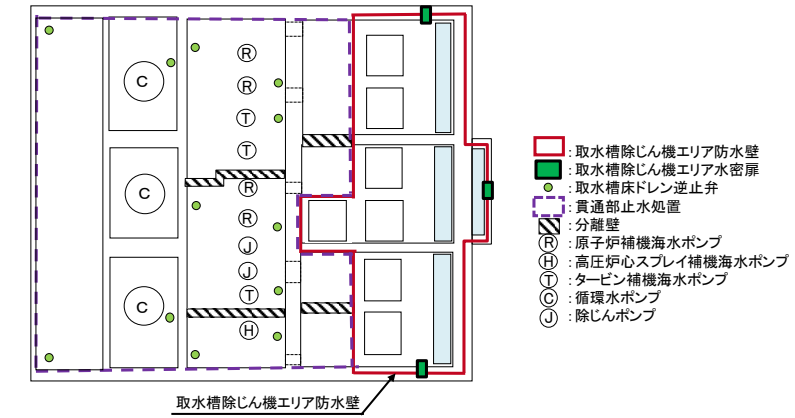 R
R
T
T
R
R
J
J
T
H
C
C
C
取水槽除じん機エリア防水壁
:取水槽除じん機エリア防水壁
:取水槽除じん機エリア水密扉
:取水槽床ドレン逆止弁
:貫通部止水処置
:分離壁
R :原子炉補機海水ポンプ
H :高圧炉心スプレイ補機海水ポンプ
T :タービン補機海水ポンプ
C :循環水ポンプ
J :除じんポンプ